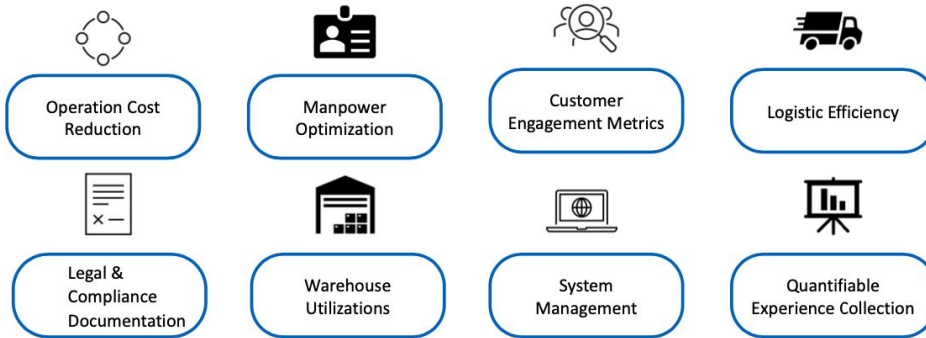 Operation Cost
Reduction
Manpower
Optimization
Customer
Engagement Metrics
Logistic Efficiency
Legal &
Compliance
Documentation
Warehouse
Utilizations
System
Management
Quantifiable
Experience Collection